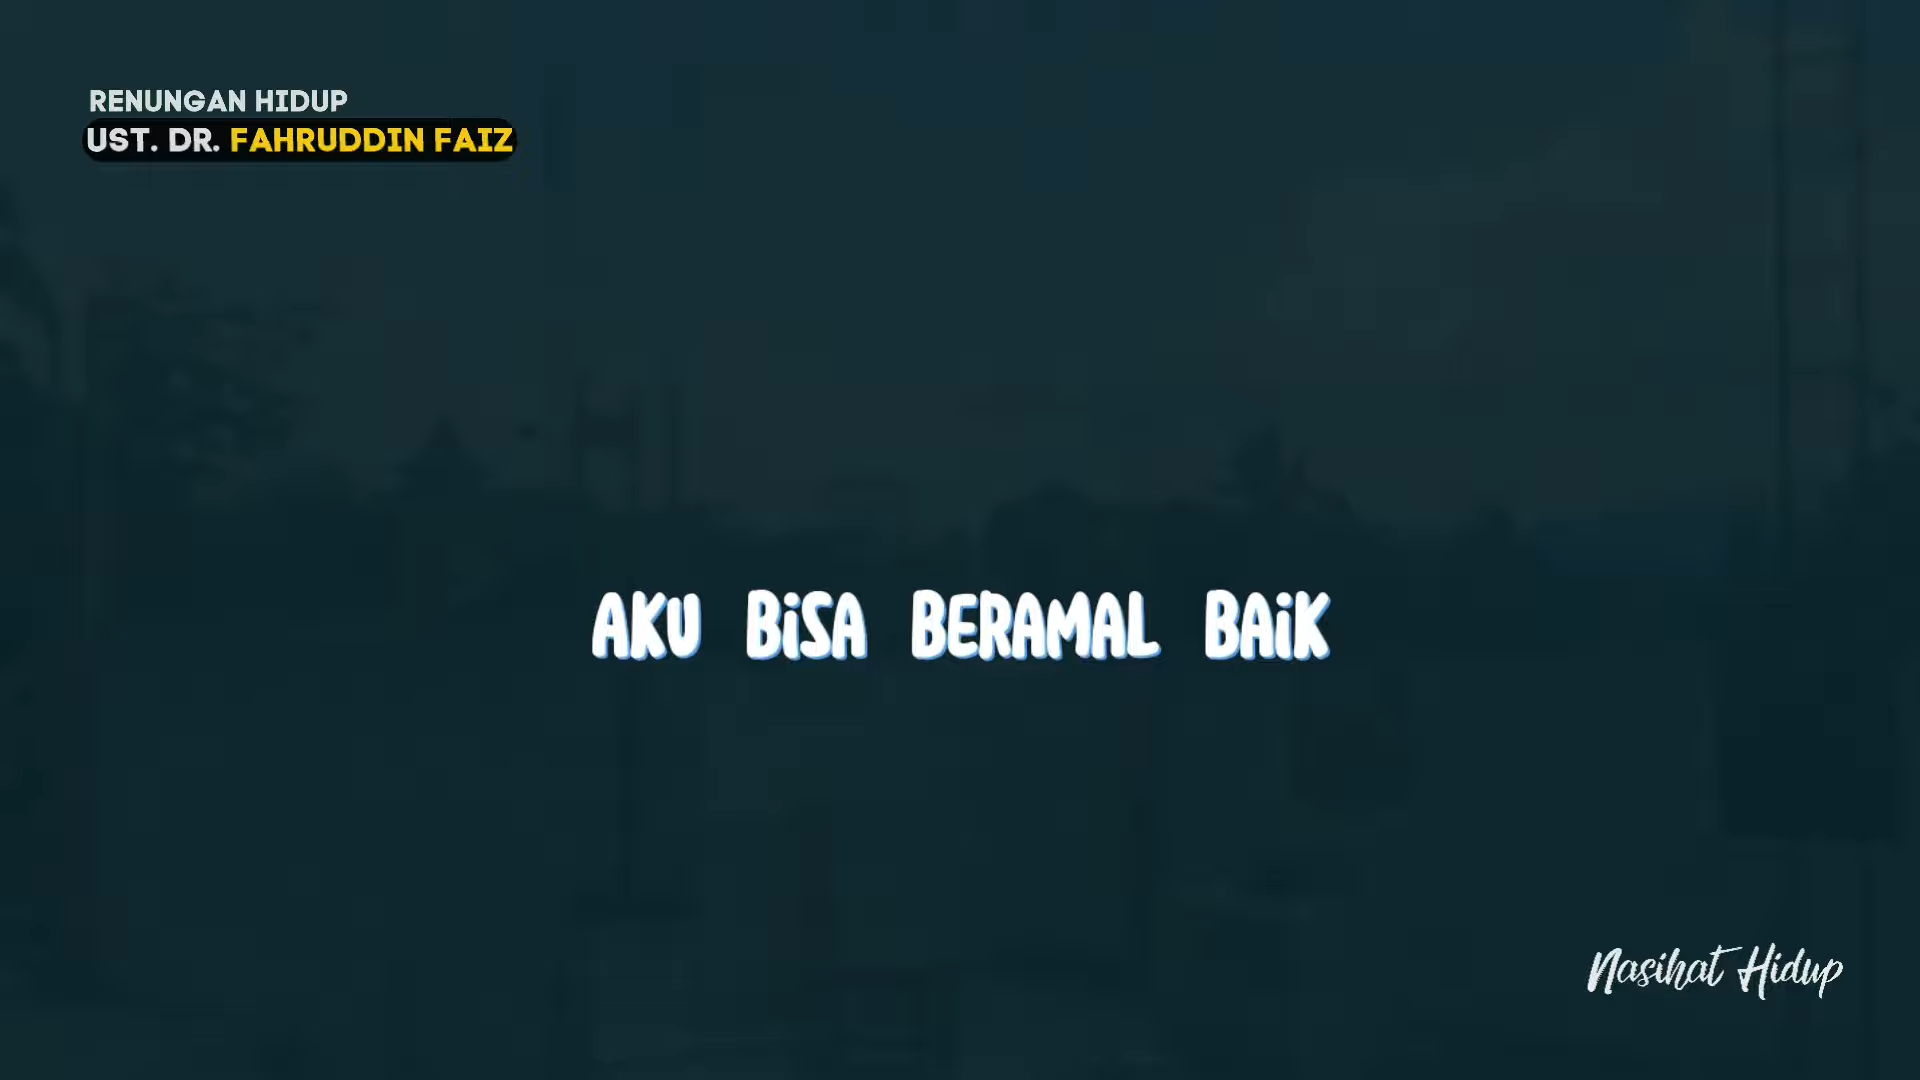 RENUNGAN HIDUP
UST. DR. FAHRUDDIN FAIZ
AKU BiSA BERAMAL BAiK
Nasihat Hidup